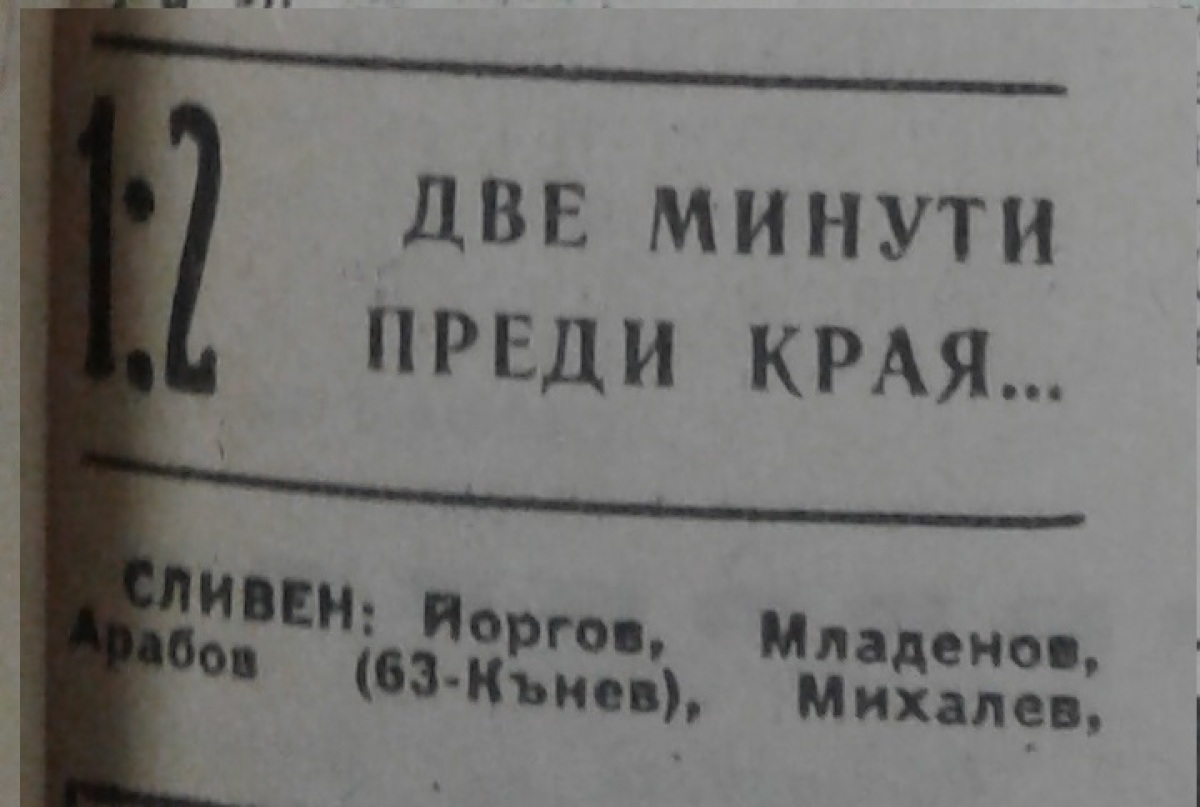 1:2
ДВЕ МИНУТИ
ПРЕДИ КРАЯ...
СЛИВЕН: Йоргов, Младенов,
Арабов (63-Кънев), Михалев,